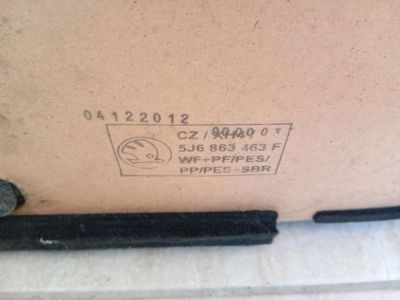 04122012
CZ /
5J6 863 463 F
WF+PF/PES/
PP/PES+SBR